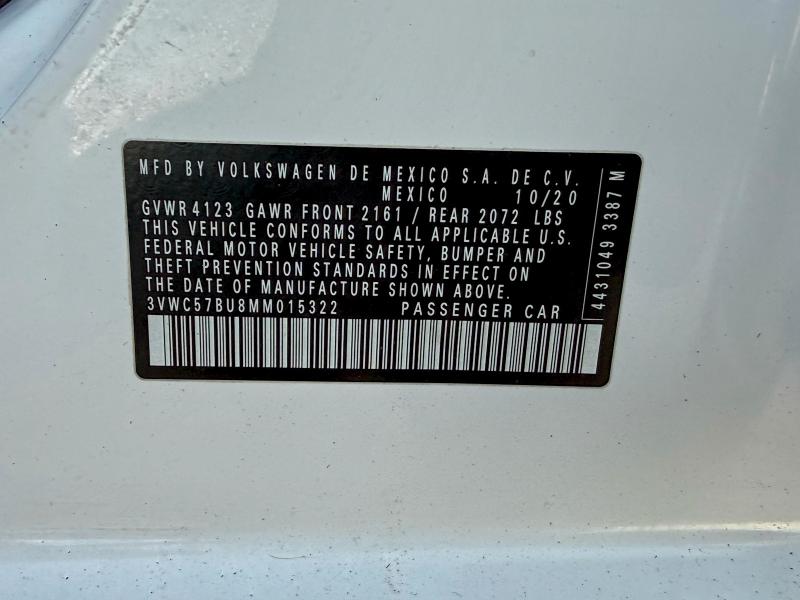 MFD BY VOLKSWAGEN DE MEXICO S.A. DE C.V.
MEXICO 10/20
GVWR 4123 GAWR FRONT 2161 / REAR 2072 LBS
THIS VEHICLE CONFORMS TO ALL APPLICABLE U.S.
FEDERAL MOTOR VEHICLE SAFETY, BUMPER AND
THEFT PREVENTION STANDARDS IN EFFECT ON
THE DATE OF MANUFACTURE SHOWN ABOVE.
3VWC57BU8MM015322 PASSENGER CAR
4431049 3387 M